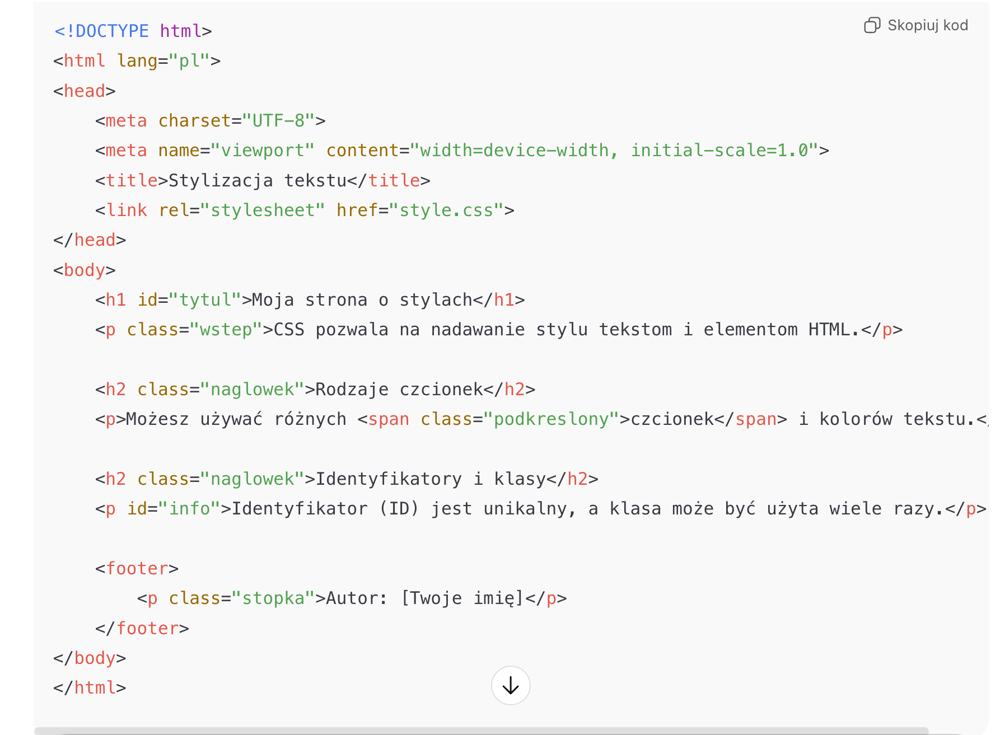 Skopiuj kod
<!DOCTYPE html>
<html lang="pl">
<head>
    <meta charset="UTF-8">
    <meta name="viewport" content="width=device-width, initial-scale=1.0">
    <title>Stylizacja tekstu</title>
    <link rel="stylesheet" href="style.css">
</head>
<body>
    <h1 id="tytul">Moja strona o stylach</h1>
    <p class="wstep">CSS pozwala na nadawanie stylu tekstom i elementom HTML.</p>
    <h2 class="naglowek">Rodzaje czcionek</h2>
    <p>Możesz używać różnych <span class="podkreslony">czcionek</span> i kolorów tekstu.</
    <h2 class="naglowek">Identyfikatory i klasy</h2>
    <p id="info">Identyfikator (ID) jest unikalny, a klasa może być użyta wiele razy.</p>
    <footer>
        <p class="stopka">Autor: [Twoje imię]</p>
    </footer>
</body>
</html>